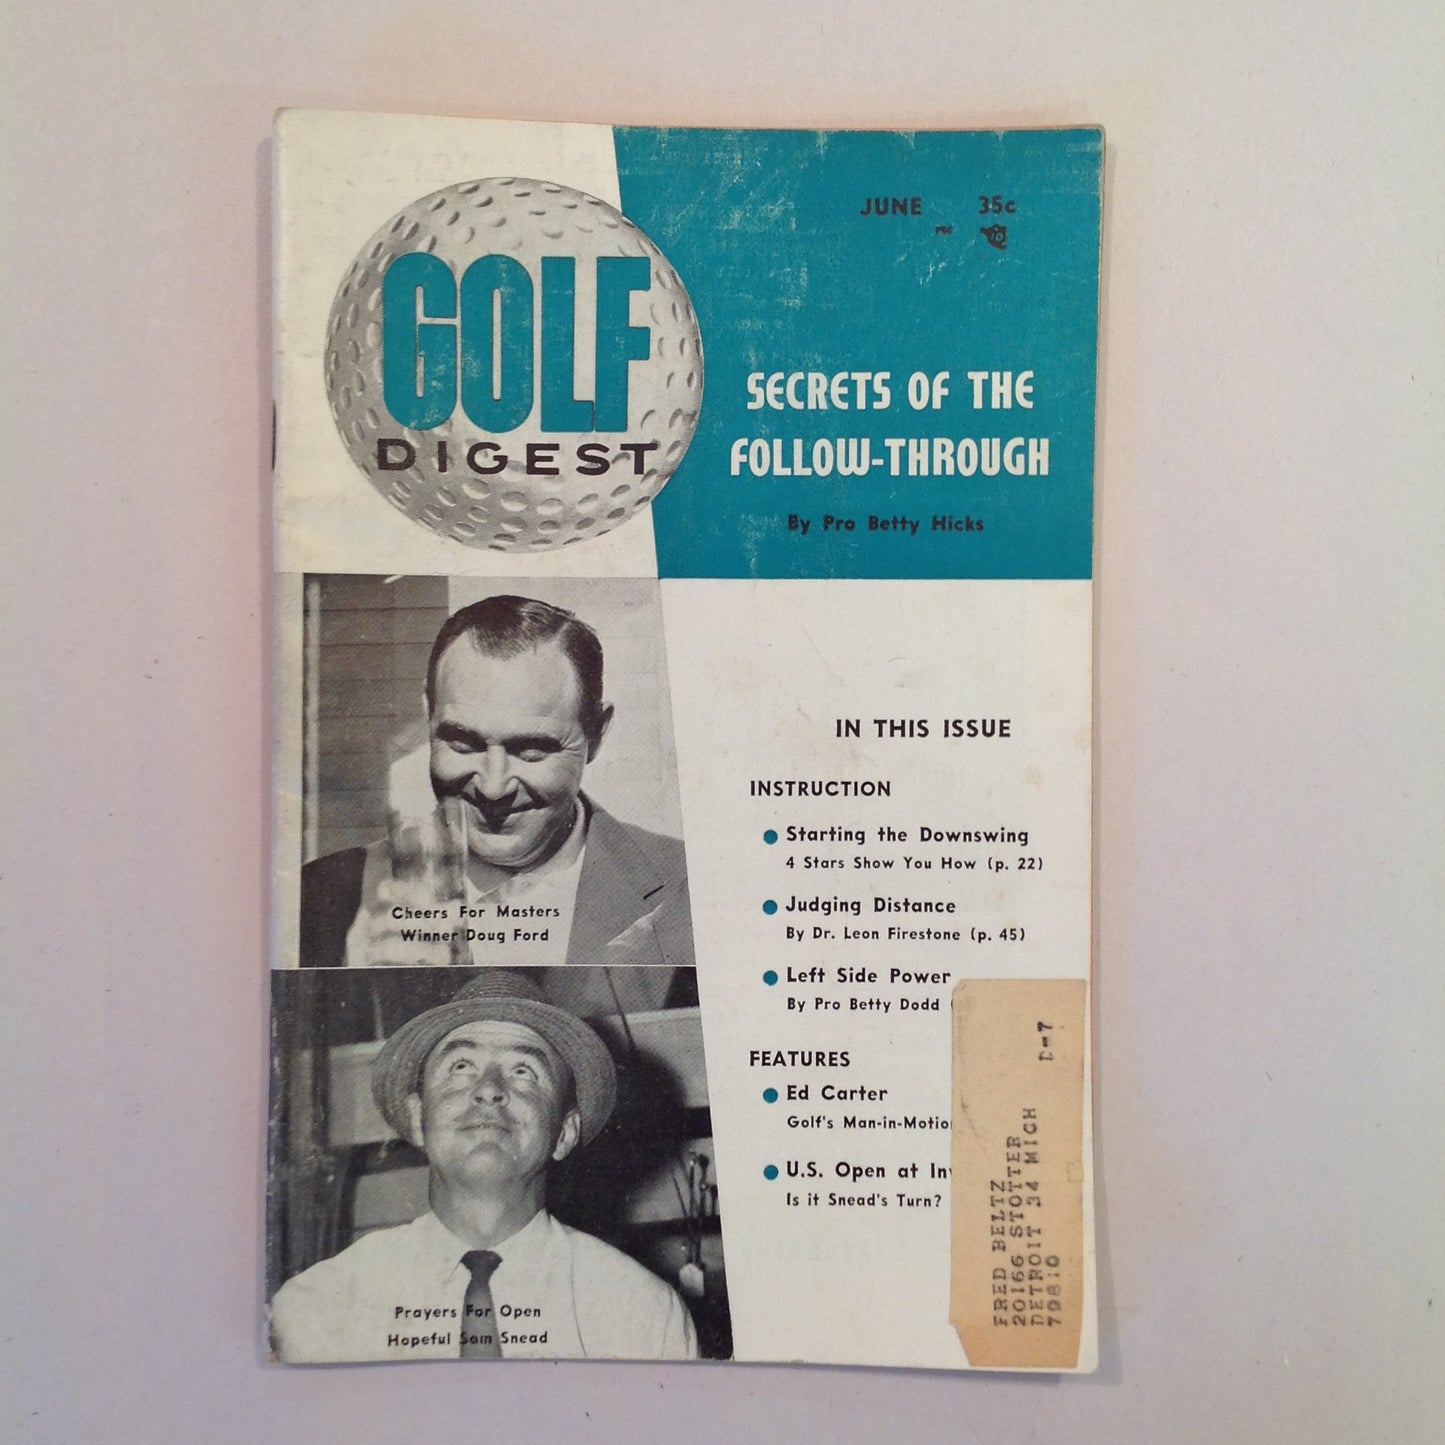 JUNE 35c
GOLF
DIGEST
SECRETS OF THE
FOLLOW-THROUGH
By Pro Betty Hicks
Cheers For Masters
Winner Doug Ford
Prayers For Open
Hopeful Sam Snead
IN THIS ISSUE
INSTRUCTION
Starting the Downswing
4 Stars Show You How (p. 22)
Judging Distance
By Dr. Leon Firestone (p. 45)
Left Side Power
By Pro Betty Dodd (
FEATURES
Ed Carter
Golf's Man-in-Motio
U.S. Open at In
Is it Snead's Turn?
D-7
FRED BELTZ
20166 STOTTER
DETROIT 34 MICH
79810